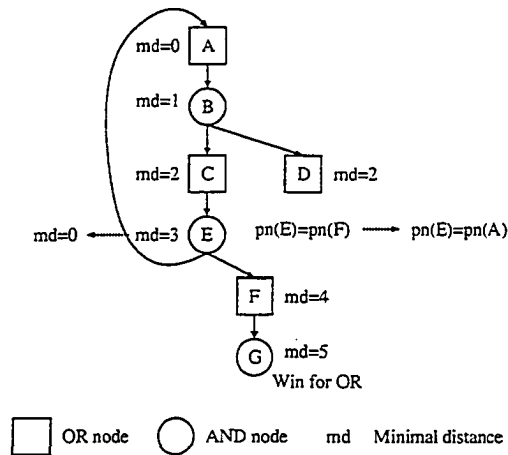 md=0 A
md=1 B
md=2 C D md=2
md=0 md=3 E pn(E)=pn(F) pn(E)=pn(A)
F md=4
G md=5
Win for OR
OR node AND node md Minimal distance